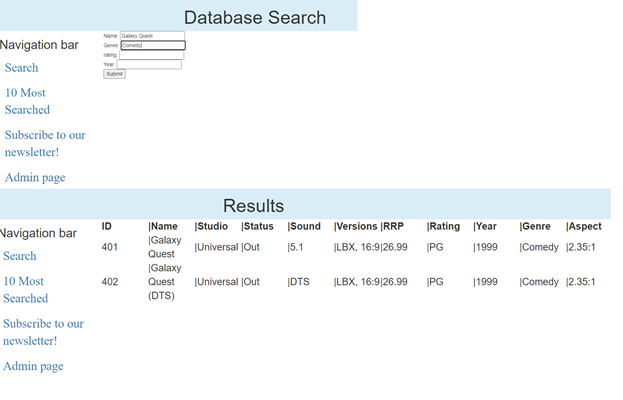 Database Search
Navigation bar
Search
10 Most
Searched
Subscribe to our
newsletter!
Admin page
Name: Galaxy Quest
Genre: Comedy
rating:
Year:
Submit
Results
Navigation bar
Search
10 Most
Searched
Subscribe to our
newsletter!
Admin page
ID |Name |Studio |Status |Sound |Versions |RRP |Rating |Year |Genre |Aspect
401 |Galaxy Quest |Universal |Out |5.1 |LBX, 16:9|26.99 |PG |1999 |Comedy |2.35:1
402 |Galaxy Quest (DTS) |Universal |Out |DTS |LBX, 16:9|26.99 |PG |1999 |Comedy |2.35:1